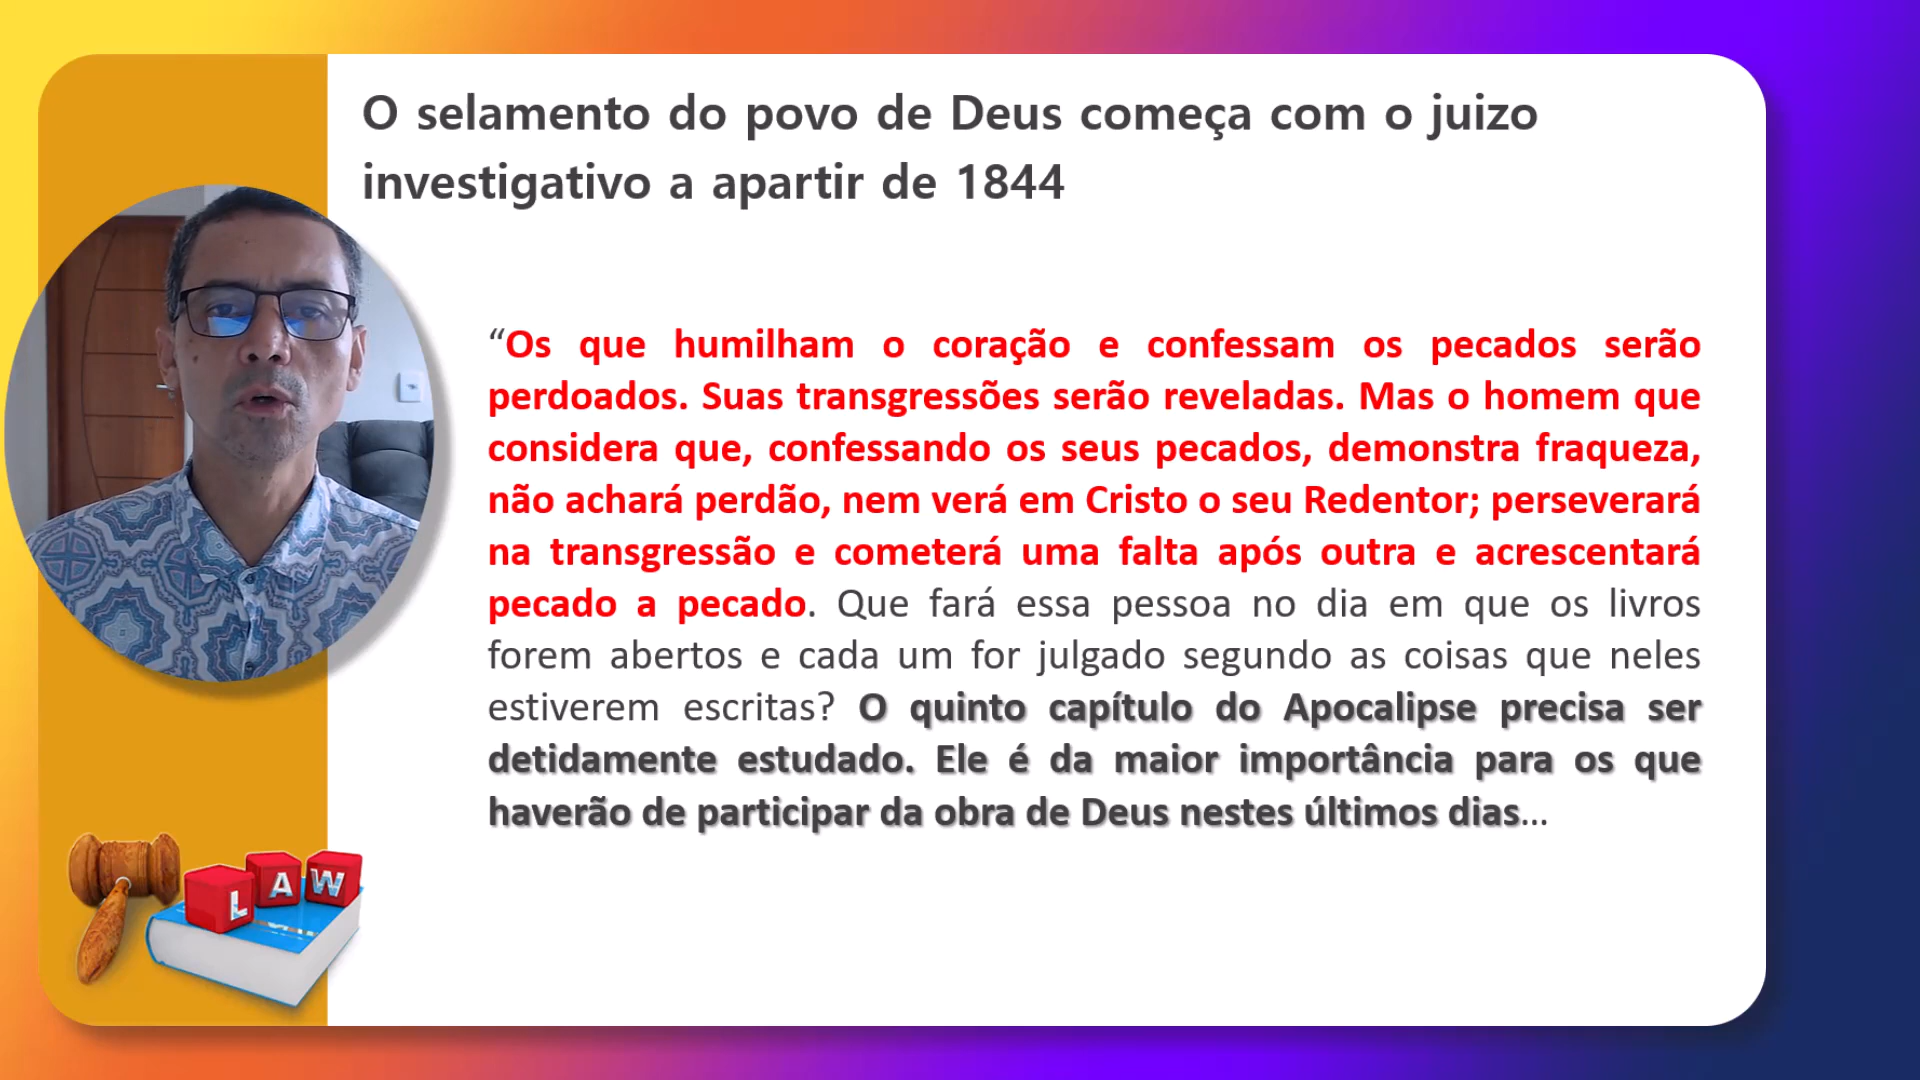 O selamento do povo de Deus começa com o juizo
investigativo a apartir de 1844
“Os que humilham o coração e confessam os pecados serão
perdoados. Suas transgressões serão reveladas. Mas o homem que
considera que, confessando os seus pecados, demonstra fraqueza,
não achará perdão, nem verá em Cristo o seu Redentor; perseverará
na transgressão e cometerá uma falta após outra e acrescentará
pecado a pecado. Que fará essa pessoa no dia em que os livros
forem abertos e cada um for julgado segundo as coisas que neles
estiverem escritas? O quinto capítulo do Apocalipse precisa ser
detidamente estudado. Ele é da maior importância para os que
haverão de participar da obra de Deus nestes últimos dias...
LAW